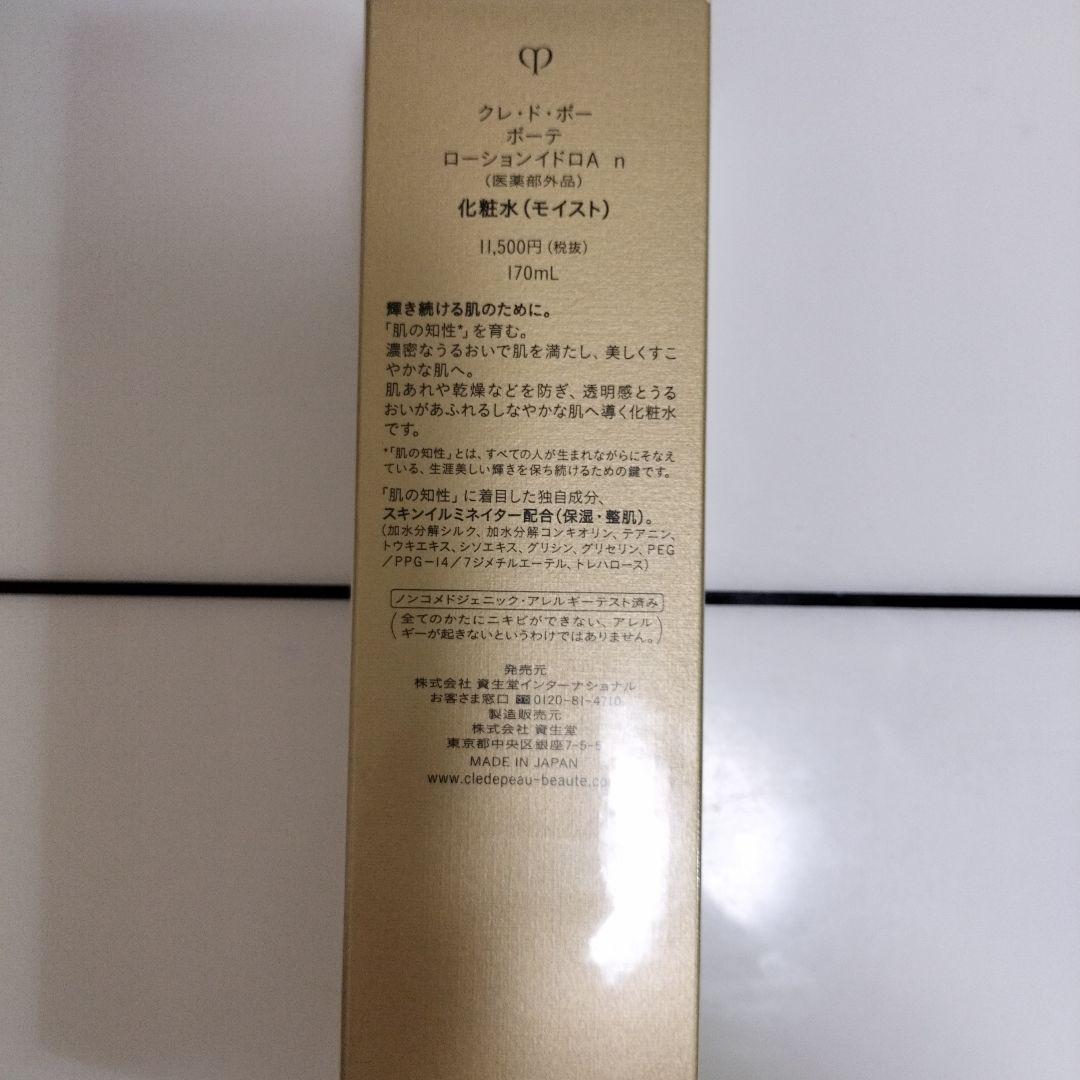 クレ・ド・ポー
ボーテ
ローションイドロA n
(医薬部外品)
化粧水(モイスト)
11,500円(税抜)
170mL
輝き続ける肌のために。
「肌の知性*」を育む。
濃密なうるおいで肌を満たし、美しくすこ
やかな肌へ。
肌あれや乾燥などを防ぎ、透明感とうる
おいがあふれるしなやかな肌へ導く化粧水
です。
*「肌の知性」とは、すべての人が生まれながらにそなえ
ている、生涯美しい輝きを保ち続けるための鍵です。
「肌の知性」に着目した独自成分、
スキンイルミネイター配合(保湿・整肌)。
(加水分解シルク、加水分解コンキオリン、テアニン、
トウキエキス、シソエキス、グリシン、グリセリン、PEG
/PPG-14/7ジメチルエーテル、トレハロース)
ノンコメドジェニック・アレルギーテスト済み
(全てのかたにニキビができない、アレル
ギーが起きないというわけではありません。)
発売元
株式会社 資生堂インターナショナル
お客さま窓口 0120-81-4710
製造販売元
株式会社 資生堂
東京都中央区銀座7-5-5
MADE IN JAPAN
www.cledepeau-beaute.co